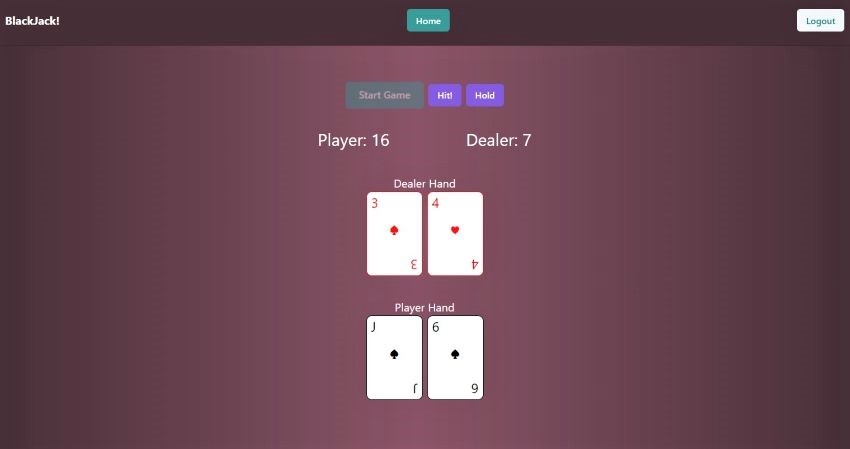 BlackJack!
Home
Logout
Start Game
Hit!
Hold
Player: 16
Dealer: 7
Dealer Hand
3
4
3
4
Player Hand
J
6
J
6